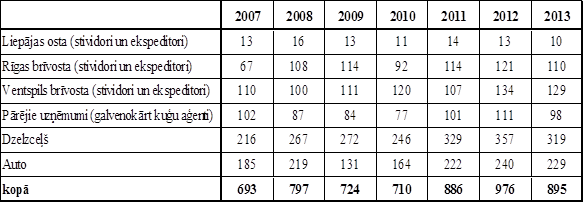 2007 2008 2009 2010 2011 2012 2013
Liepājas osta (stividori un ekspeditori) 13 16 13 11 14 13 10
Rīgas brīvosta (stividori un ekspeditori) 67 108 114 92 114 121 110
Ventspils brīvosta (stividori un ekspeditori) 110 100 111 120 107 134 129
Pārējie uzņēmumi (galvenokārt kuģu aģenti) 102 87 84 77 101 111 98
Dzelzceļš 216 267 272 246 329 357 319
Auto 185 219 131 164 222 240 229
kopā 693 797 724 710 886 976 895